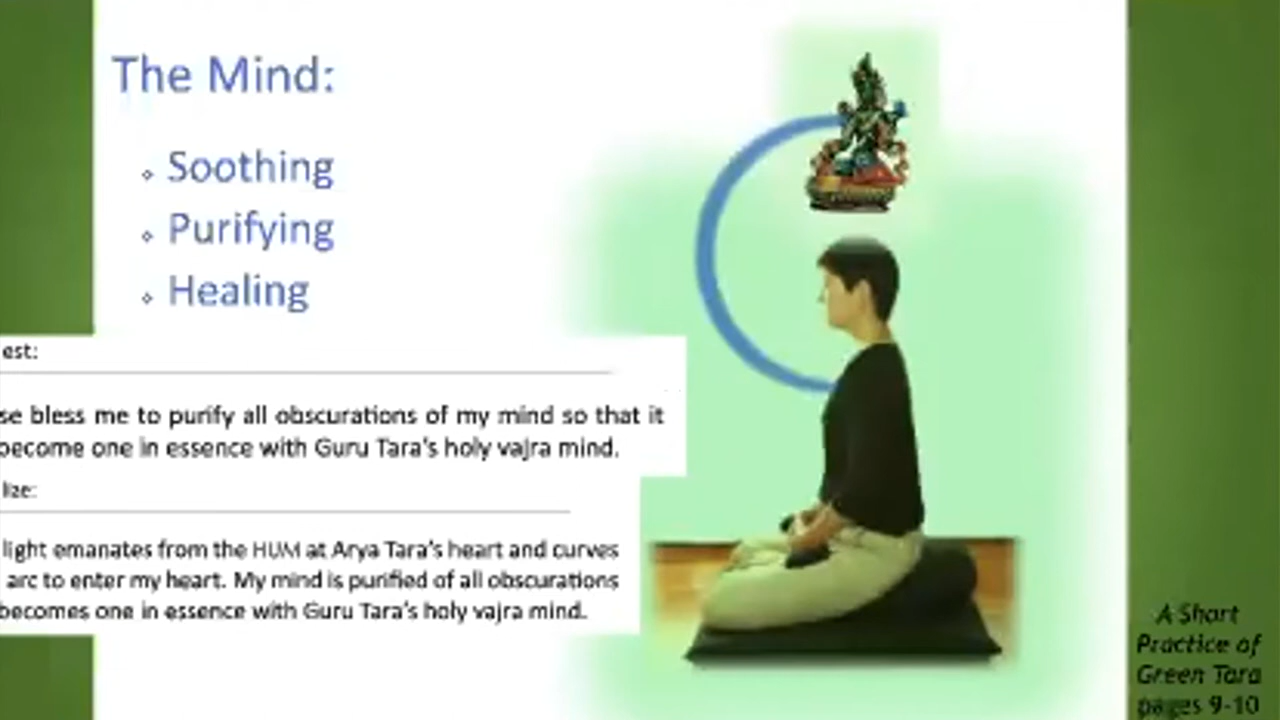 The Mind:
Soothing
Purifying
Healing
est:
se bless me to purify all obscurations of my mind so that it
become one in essence with Guru Tara's holy vajra mind.
lize:
light emanates from the HUM at Arya Tara's heart and curves
arc to enter my heart. My mind is purified of all obscurations
becomes one in essence with Guru Tara's holy vajra mind.
A Short
Practice of
Green Tara
pages 9-10